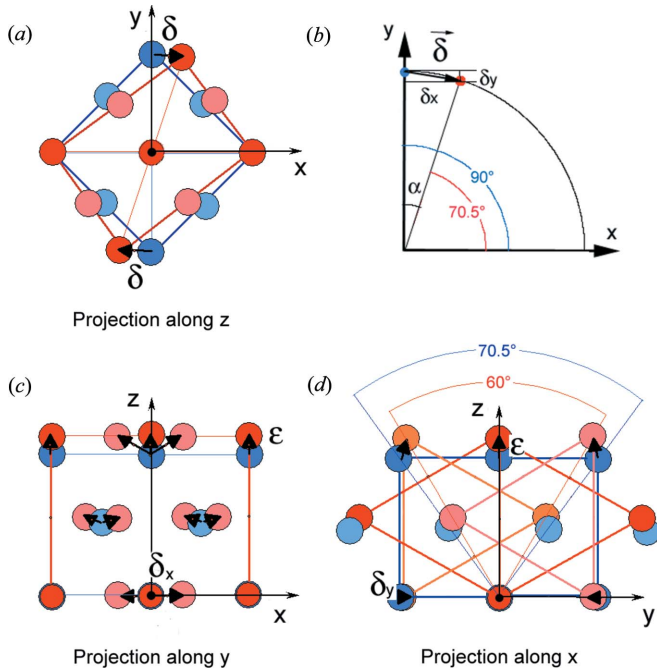 (a)
y
δ
x
δ
Projection along z
(b)
δ
δy
δx
90°
α
70.5°
x
(c)
z
ε
δx
x
Projection along y
(d)
70.5°
60°
z
ε
δy
y
Projection along x